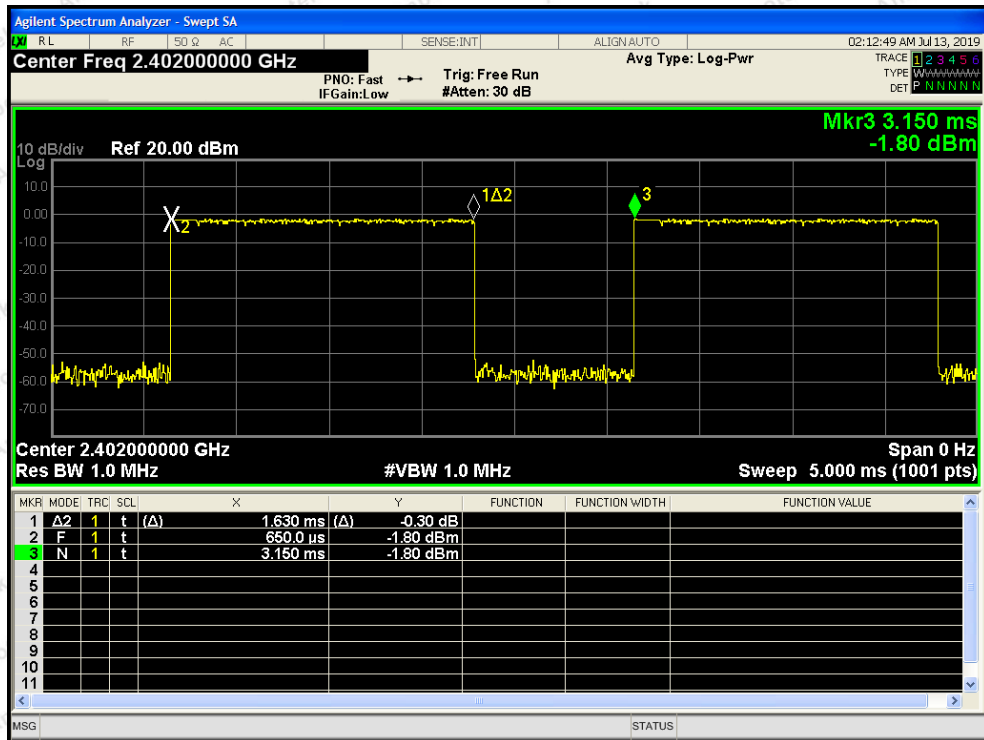 Agilent Spectrum Analyzer - Swept SA
LXI RL RF 50 Ω AC SENSE:INT ALIGN AUTO 02:12:49 AM Jul 13, 2019
Center Freq 2.402000000 GHz
PNO: Fast
IFGain:Low
Trig: Free Run
#Atten: 30 dB
Avg Type: Log-Pwr
TRACE 1 2 3 4 5 6
TYPE WWWWWW
DET P N N N N N
Mkr3 3.150 ms
-1.80 dBm
10 dB/div Ref 20.00 dBm
Log
10.0
0.00
-10.0
-20.0
-30.0
-40.0
-50.0
-60.0
-70.0
2
1Δ2
3
Center 2.402000000 GHz Span 0 Hz
Res BW 1.0 MHz #VBW 1.0 MHz Sweep 5.000 ms (1001 pts)
MKR MODE TRC SCL X Y FUNCTION FUNCTION WIDTH FUNCTION VALUE
1 Δ2 1 t (Δ) 1.630 ms (Δ) -0.30 dB
2 F 1 t 650.0 µs -1.80 dBm
3 N 1 t 3.150 ms -1.80 dBm
4
5
6
7
8
9
10
11
MSG STATUS